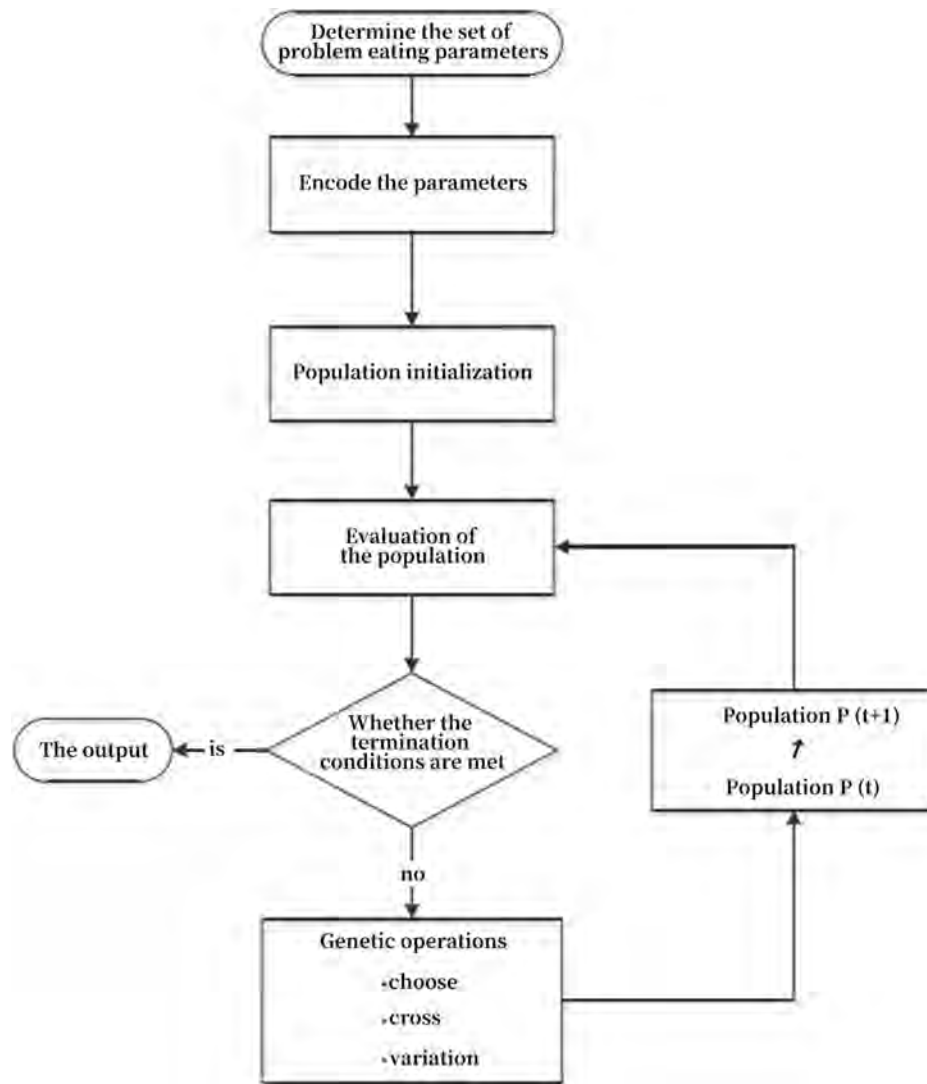 Determine the set of
problem eating parameters
Encode the parameters
Population initialization
Evaluation of
the population
Whether the
termination
conditions are met
is
The output
no
Genetic operations
•choose
•cross
•variation
Population P (t+1)
↑
Population P (t)